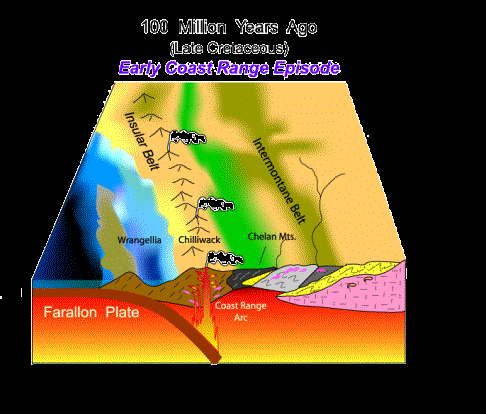 100 Million Years Ago
(Late Cretaceous)
Early Coast Range Episode
Insular Belt
Intermontane Belt
Wrangellia
Chilliwack
Chelan Mts.
Coast Range
Arc
Farallon Plate